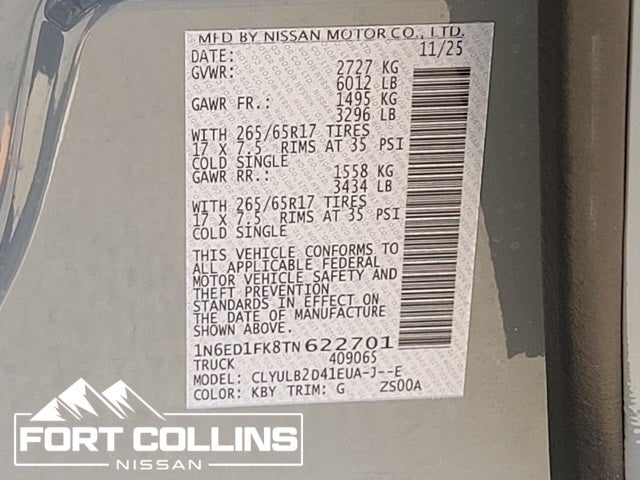 MFD BY NISSAN MOTOR CO., LTD.
DATE: 11/25
GVWR: 2727 KG
6012 LB
GAWR FR.: 1495 KG
3296 LB
WITH 265/65R17 TIRES
17 X 7.5 RIMS AT 35 PSI
COLD SINGLE
GAWR RR.: 1558 KG
3434 LB
WITH 265/65R17 TIRES
17 X 7.5 RIMS AT 35 PSI
COLD SINGLE
THIS VEHICLE CONFORMS TO
ALL APPLICABLE FEDERAL
MOTOR VEHICLE SAFETY AND
THEFT PREVENTION
STANDARDS IN EFFECT ON
THE DATE OF MANUFACTURE
SHOWN ABOVE.
1N6ED1FK8TN622701
TRUCK 409065
MODEL: CLYULB2D41EUA-J--E
COLOR: KBY TRIM: G ZS00A
FORT COLLINS
NISSAN